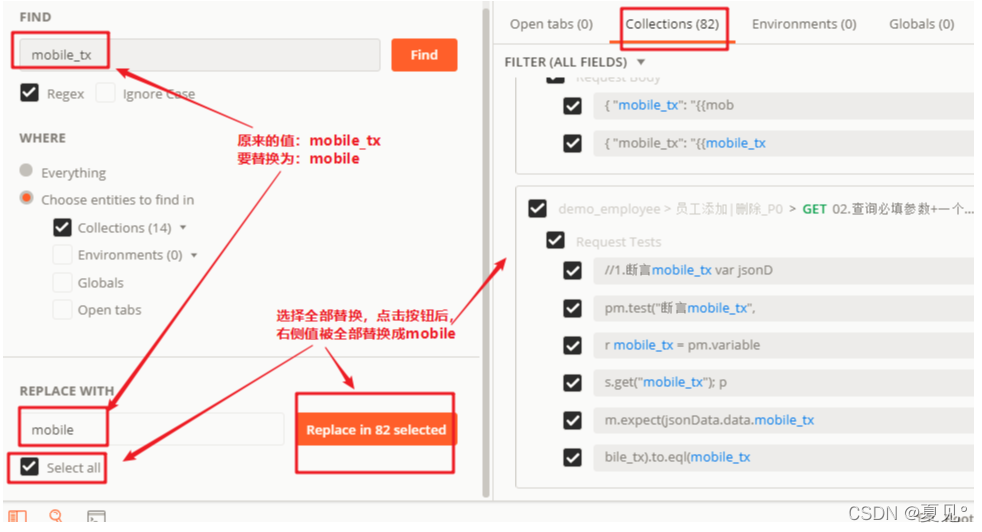 FIND
mobile_tx
Find
Regex
Ignore Case
原来的值：mobile_tx
要替换为：mobile
WHERE
Everything
Choose entities to find in
Collections (14)
Environments (0)
Globals
Open tabs
选择全部替换，点击按钮后，
右侧值被全部替换成mobile
REPLACE WITH
mobile
Replace in 82 selected
Select all
Open tabs (0)
Collections (82)
Environments (0)
Globals (0)
FILTER (ALL FIELDS)
Request Body
{ "mobile_tx": "{{mob
{ "mobile_tx": "{{mobile_tx
demo_employee > 员工添加|删除_P0 > GET 02.查询必填参数+一个...
Request Tests
//1.断言mobile_tx var jsonD
pm.test("断言mobile_tx",
r mobile_tx = pm.variable
s.get("mobile_tx"); p
m.expect(jsonData.data.mobile_tx
bile_tx).to.eql(mobile_tx
CSDN @夏见。